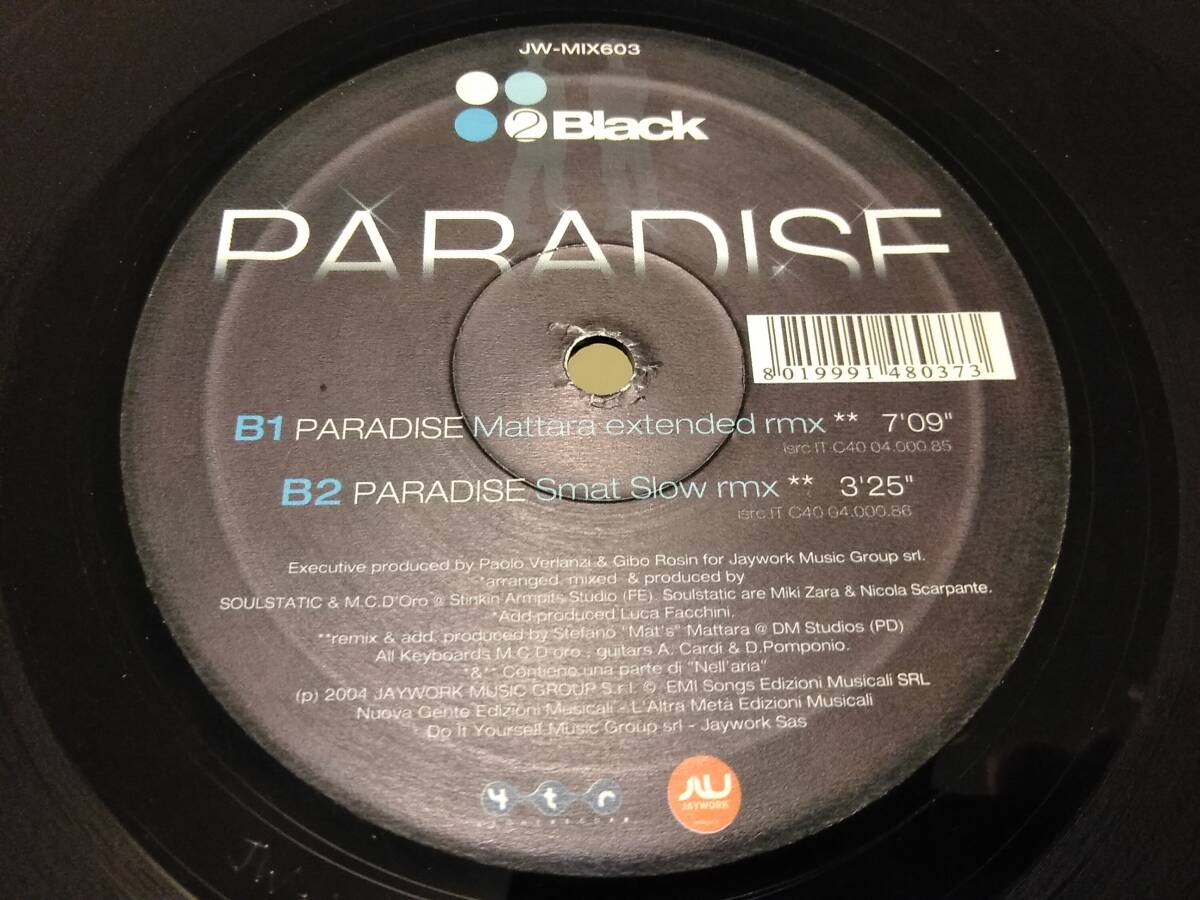 JW-MIX603
2 Black
PARADISE
8 019991 480373
B1 PARADISE Mattara extended rmx ** 7'09"
isrc.IT C40 04.000.85
B2 PARADISE Smat Slow rmx ** 3'25"
isrc.IT C40 04.000.86
Executive produced by Paolo Verlanzi & Gibo Rosin for Jaywork Music Group srl.
*arranged mixed & produced by
SOULSTATIC & M.C.D'Oro @ Stinkin Armpits Studio (FE). Soulstatic are Miki Zara & Nicola Scarpante.
*Add.produced Luca Facchini.
**remix & add. produced by Stefano "Mat's" Mattara @ DM Studios (PD)
All Keyboards M.C.D'oro., guitars A. Cardi & D.Pomponio.
*&** Contiene una parte di "Nell'aria"
(p) 2004 JAYWORK MUSIC GROUP S.r.l. © EMI Songs Edizioni Musicali SRL
Nuova Gente Edizioni Musicali - L'Altra Metà Edizioni Musicali
Do It Yourself Music Group srl - Jaywork Sas
4 t r
JAYWORK